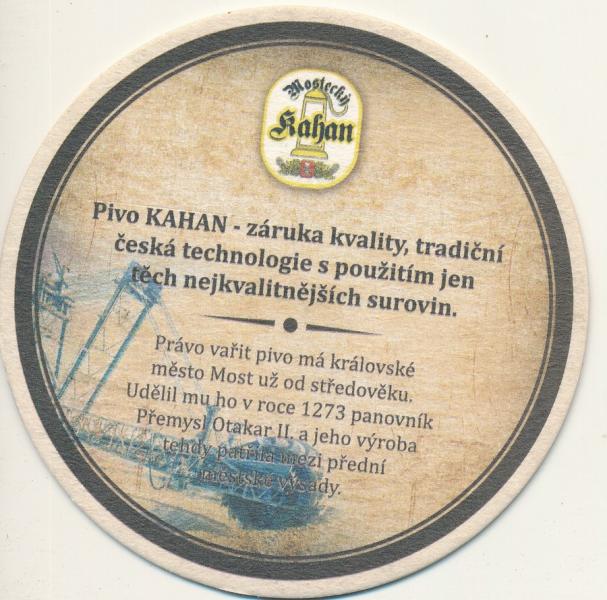 Mostecký
Kahan
Pivo KAHAN - záruka kvality, tradiční
česká technologie s použitím jen
těch nejkvalitnějších surovin.
Právo vařit pivo má královské
město Most už od středověku.
Udělil mu ho v roce 1273 panovník
Přemysl Otakar II. a jeho výroba
tehdy patřila mezi přední
městské výsady.